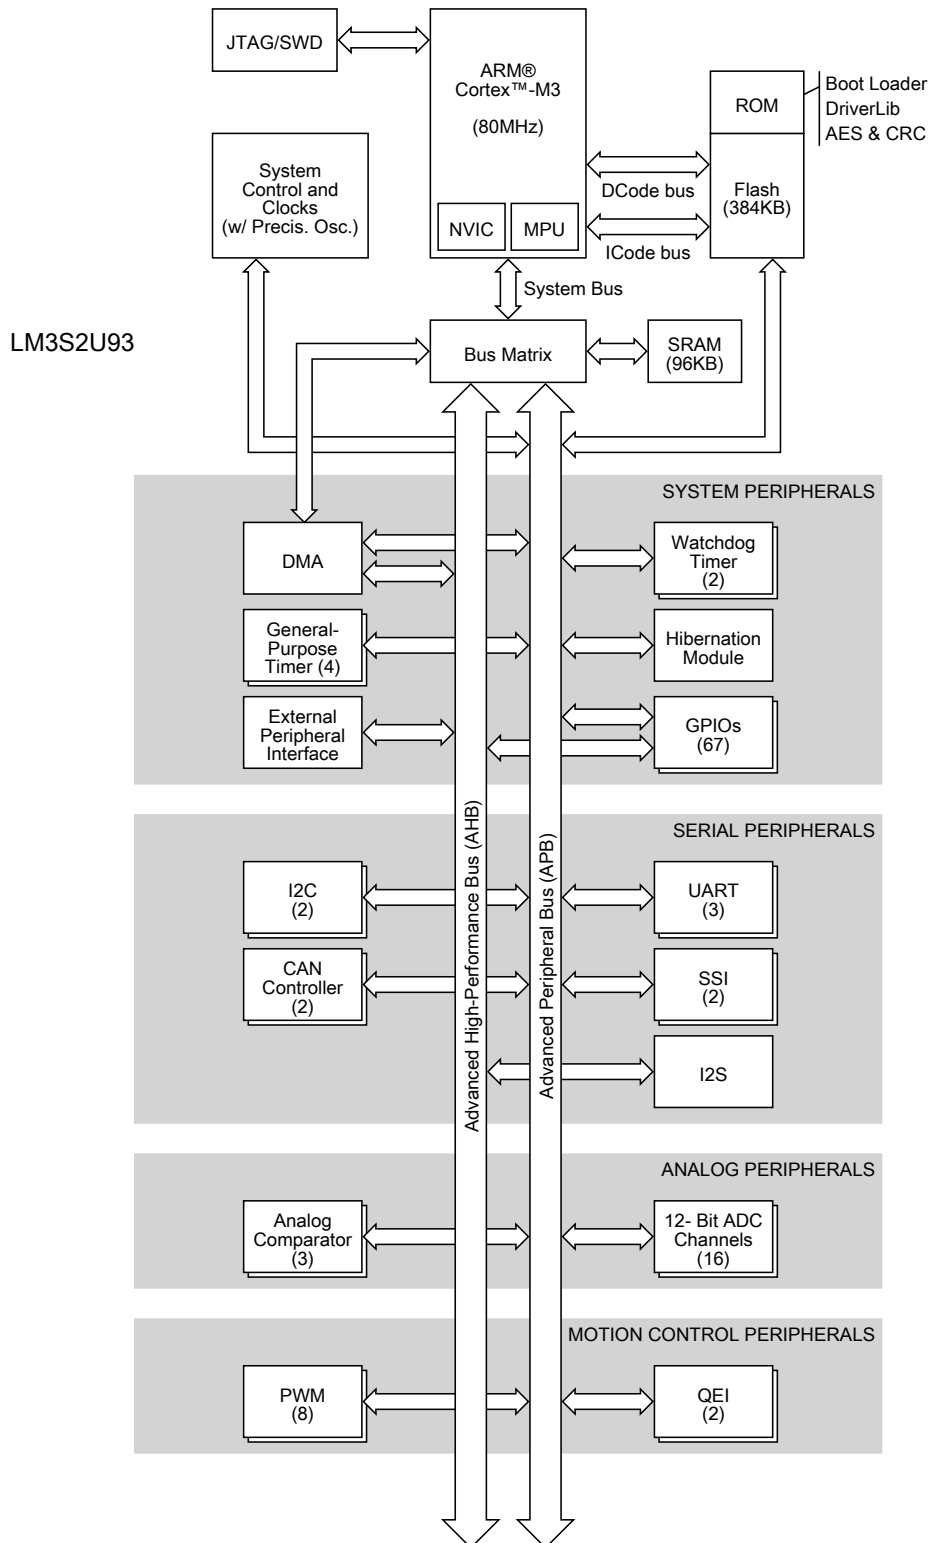 JTAG/SWD
ARM®
Cortex™-M3
(80MHz)
NVIC
MPU
ROM
Boot Loader
DriverLib
AES & CRC
Flash
(384KB)
DCode bus
ICode bus
System
Control and
Clocks
(w/ Precis. Osc.)
System Bus
LM3S2U93
Bus Matrix
SRAM
(96KB)
SYSTEM PERIPHERALS
DMA
Watchdog
Timer
(2)
General-
Purpose
Timer (4)
Hibernation
Module
External
Peripheral
Interface
GPIOs
(67)
Advanced High-Performance Bus (AHB)
Advanced Peripheral Bus (APB)
SERIAL PERIPHERALS
I2C
(2)
UART
(3)
CAN
Controller
(2)
SSI
(2)
I2S
ANALOG PERIPHERALS
Analog
Comparator
(3)
12- Bit ADC
Channels
(16)
MOTION CONTROL PERIPHERALS
PWM
(8)
QEI
(2)